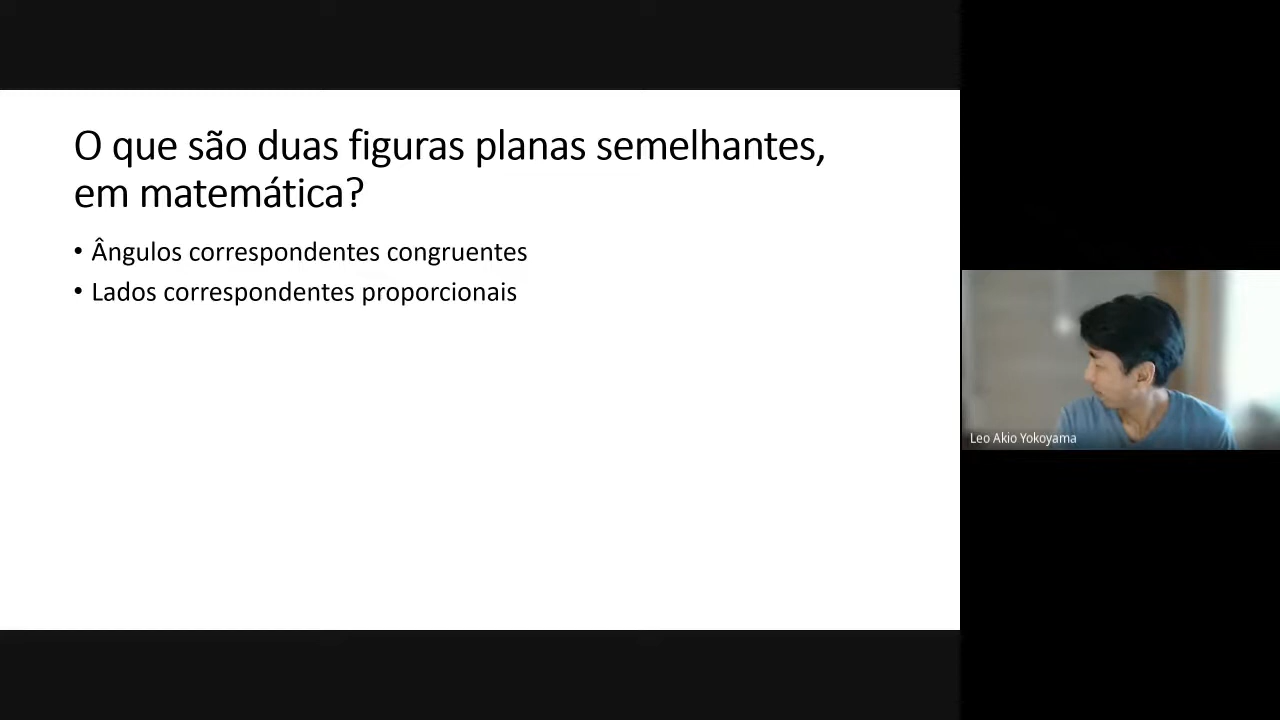 O que são duas figuras planas semelhantes,
em matemática?
• Ângulos correspondentes congruentes
• Lados correspondentes proporcionais
Leo Akio Yokoyama